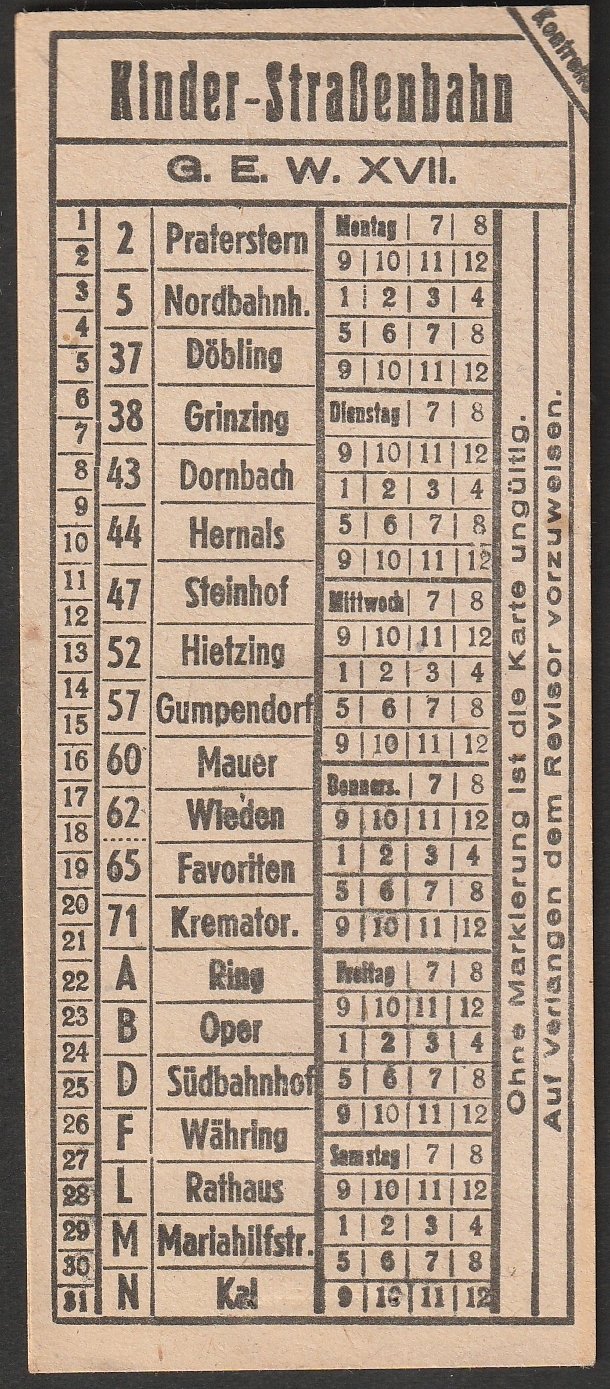 Kontrolle
Kinder-Straßenbahn
G. E. W. XVII.
1
2
3
4
5
6
7
8
9
10
11
12
13
14
15
16
17
18
19
20
21
22
23
24
25
26
27
28
29
30
31
2 Praterstern
5 Nordbahnh.
37 Döbling
38 Grinzing
43 Dornbach
44 Hernals
47 Steinhof
52 Hietzing
57 Gumpendorf
60 Mauer
62 Wieden
65 Favoriten
71 Kremator.
A Ring
B Oper
D Südbahnhof
F Währing
L Rathaus
M Mariahilfstr.
N Kai
Montag | 7 | 8
9 | 10 | 11 | 12
1 | 2 | 3 | 4
5 | 6 | 7 | 8
9 | 10 | 11 | 12
Dienstag | 7 | 8
9 | 10 | 11 | 12
1 | 2 | 3 | 4
5 | 6 | 7 | 8
9 | 10 | 11 | 12
Mittwoch | 7 | 8
9 | 10 | 11 | 12
1 | 2 | 3 | 4
5 | 6 | 7 | 8
9 | 10 | 11 | 12
Donners. | 7 | 8
9 | 10 | 11 | 12
1 | 2 | 3 | 4
5 | 6 | 7 | 8
9 | 10 | 11 | 12
Freitag | 7 | 8
9 | 10 | 11 | 12
1 | 2 | 3 | 4
5 | 6 | 7 | 8
9 | 10 | 11 | 12
Samstag | 7 | 8
9 | 10 | 11 | 12
1 | 2 | 3 | 4
5 | 6 | 7 | 8
9 | 10 | 11 | 12
Ohne Markierung ist die Karte ungültig.
Auf Verlangen dem Revisor vorzuweisen.